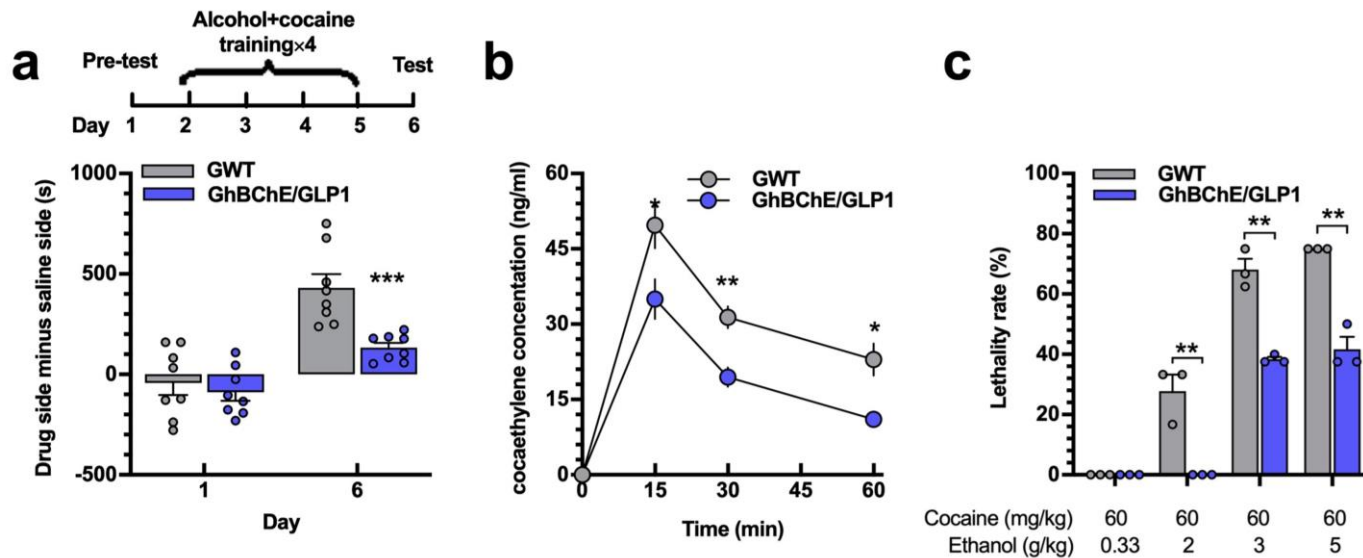 a
Alcohol+cocaine
training×4
Pre-test
Test
Day 1 2 3 4 5 6
GWT
GhBChE/GLP1
Drug side minus saline side (s)
1000
500
0
-500
***
1 6
Day
b
GWT
GhBChE/GLP1
cocaethylene concentration (ng/ml)
60
45
30
15
0
*
**
*
0 15 30 45 60
Time (min)
c
GWT
GhBChE/GLP1
Lethality rate (%)
100
80
60
40
20
0
**
**
**
Cocaine (mg/kg) 60 60 60 60
Ethanol (g/kg) 0.33 2 3 5